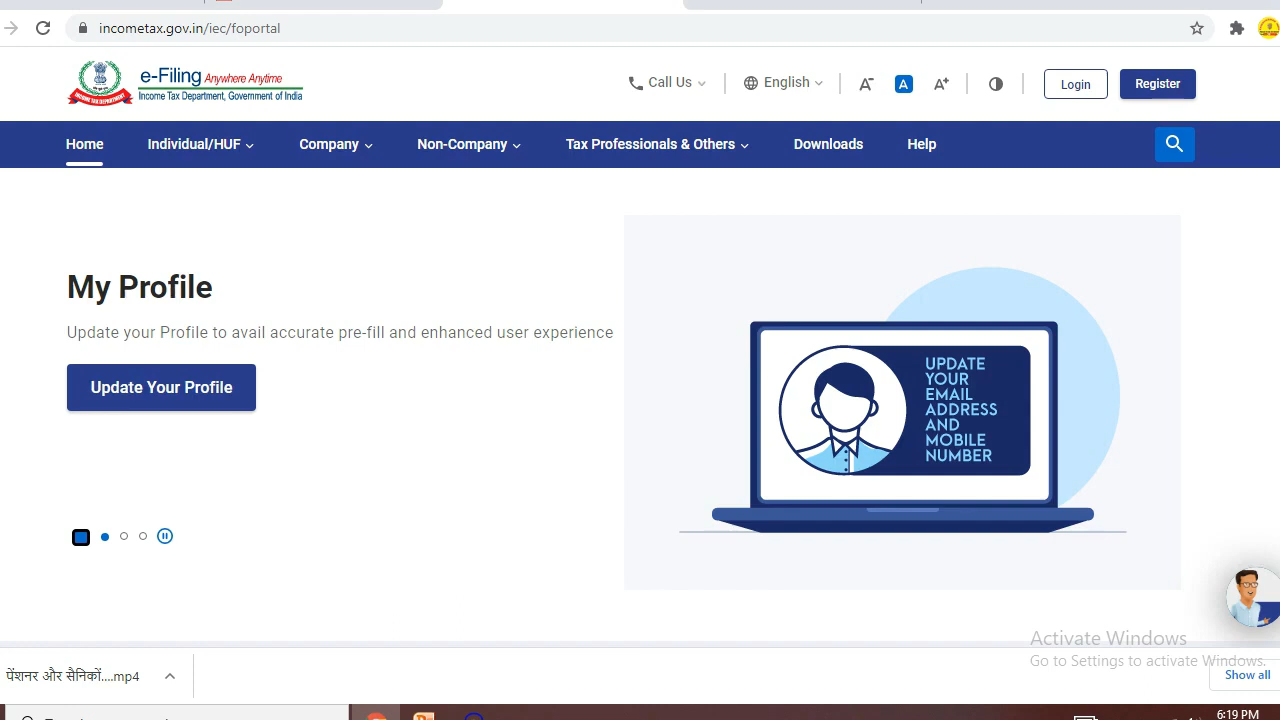 incometax.gov.in/iec/foportal
e-Filing Anywhere Anytime
Income Tax Department, Government of India
INCOME TAX DEPARTMENT
Call Us
English
A-
A
A+
Login
Register
Home
Individual/HUF
Company
Non-Company
Tax Professionals & Others
Downloads
Help
My Profile
Update your Profile to avail accurate pre-fill and enhanced user experience
Update Your Profile
UPDATE
YOUR
EMAIL
ADDRESS
AND
MOBILE
NUMBER
Activate Windows
Go to Settings to activate Windows.
पेंशनर और सैनिकों....mp4
Show all
6:19 PM